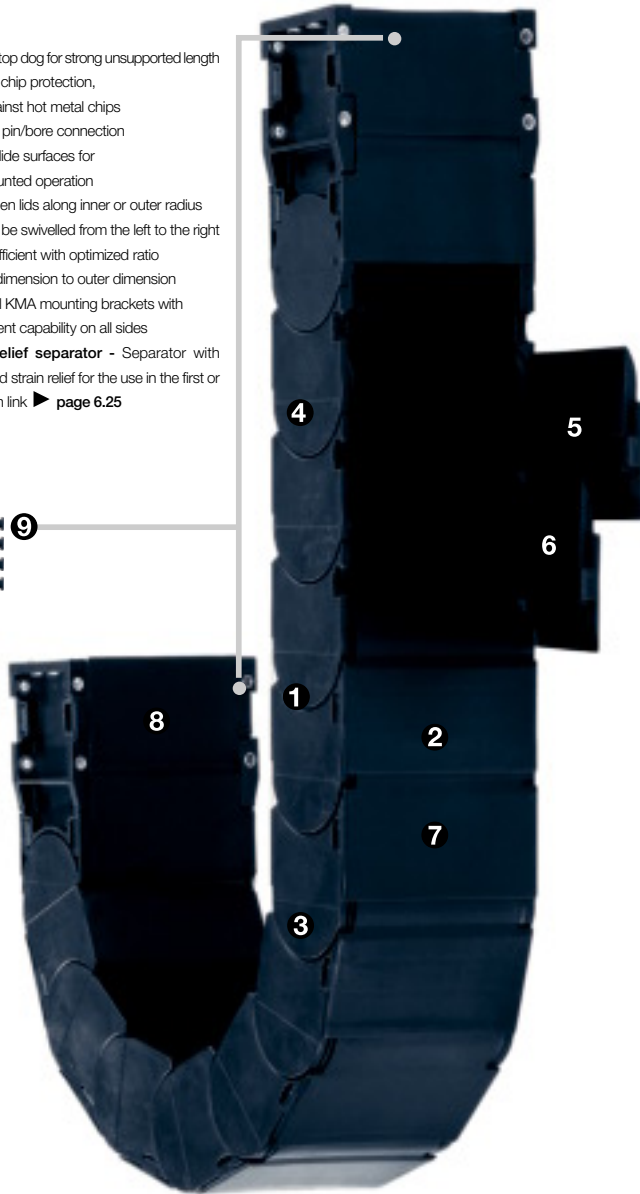 top dog for strong unsupported length
chip protection,
ainst hot metal chips
pin/bore connection
lide surfaces for
unted operation
en lids along inner or outer radius
be swivelled from the left to the right
fficient with optimized ratio
dimension to outer dimension
l KMA mounting brackets with
ent capability on all sides
elief separator - Separator with
d strain relief for the use in the first or
n link ► page 6.25
4
5
9
6
1
8
2
7
3